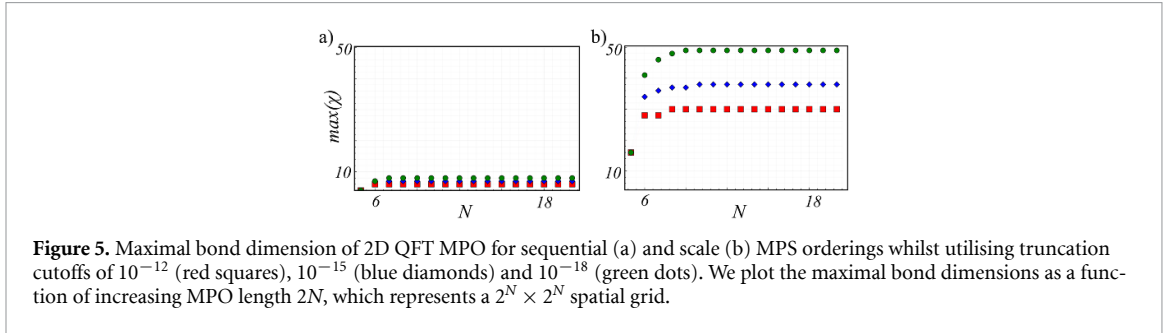 a)
50
max(χ)
10
6
18
N
b)
50
10
6
18
N
Figure 5. Maximal bond dimension of 2D QFT MPO for sequential (a) and scale (b) MPS orderings whilst utilising truncation
cutoffs of 10⁻¹² (red squares), 10⁻¹⁵ (blue diamonds) and 10⁻¹⁸ (green dots). We plot the maximal bond dimensions as a func-
tion of increasing MPO length 2N, which represents a 2ᴺ × 2ᴺ spatial grid.